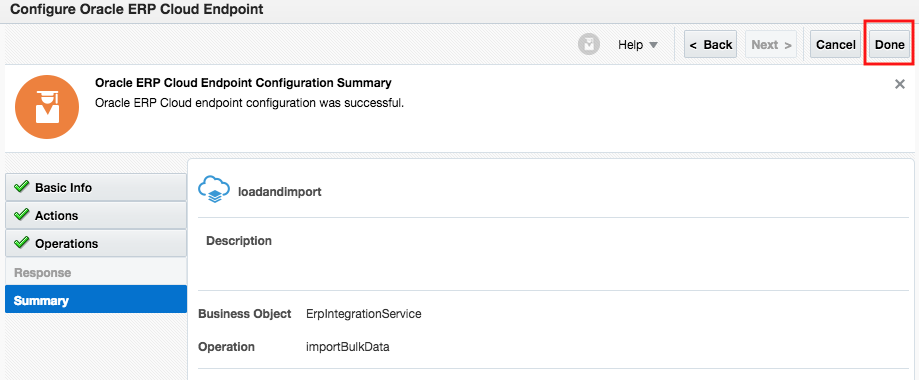 Configure Oracle ERP Cloud Endpoint
Help < Back Next > Cancel Done
Oracle ERP Cloud Endpoint Configuration Summary
Oracle ERP Cloud endpoint configuration was successful.
Basic Info
Actions
Operations
Response
Summary
loadandimport
Description
Business Object ErpIntegrationService
Operation importBulkData